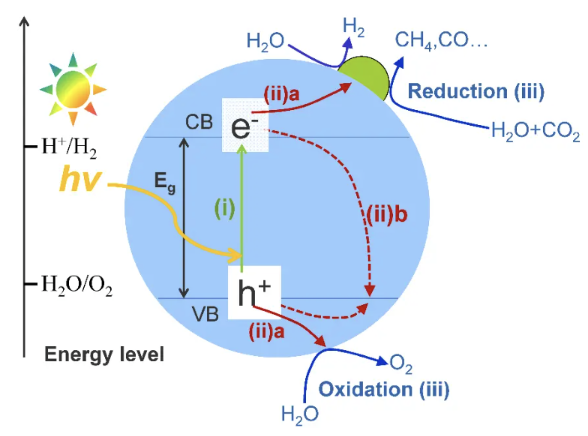 H₂
H₂O
CH₄,CO...
(ii)a
Reduction (iii)
CB
e⁻
H⁺/H₂
H₂O+CO₂
hv
E_g
(i)
(ii)b
H₂O/O₂
h⁺
VB
(ii)a
Energy level
O₂
Oxidation (iii)
H₂O